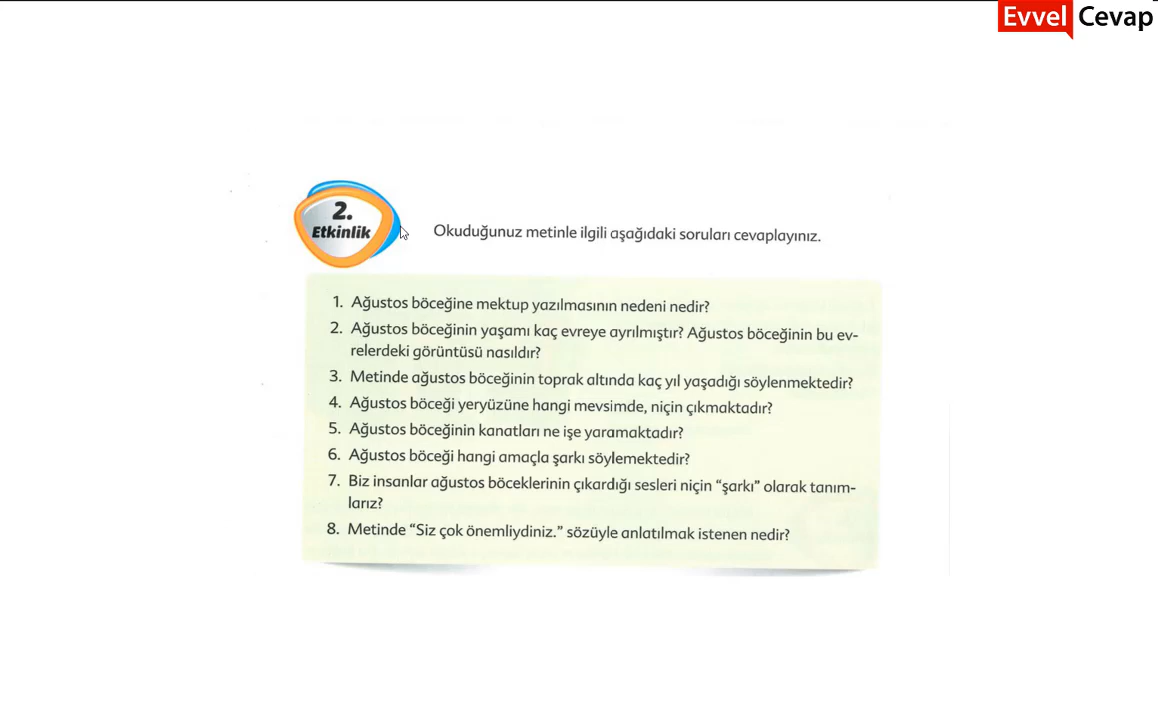 Evvel Cevap
2.
Etkinlik
Okuduğunuz metinle ilgili aşağıdaki soruları cevaplayınız.
1. Ağustos böceğine mektup yazılmasının nedeni nedir?
2. Ağustos böceğinin yaşamı kaç evreye ayrılmıştır? Ağustos böceğinin bu ev-
relerdeki görüntüsü nasıldır?
3. Metinde ağustos böceğinin toprak altında kaç yıl yaşadığı söylenmektedir?
4. Ağustos böceği yeryüzüne hangi mevsimde, niçin çıkmaktadır?
5. Ağustos böceğinin kanatları ne işe yaramaktadır?
6. Ağustos böceği hangi amaçla şarkı söylemektedir?
7. Biz insanlar ağustos böceklerinin çıkardığı sesleri niçin “şarkı” olarak tanım-
larız?
8. Metinde “Siz çok önemliydiniz.” sözüyle anlatılmak istenen nedir?